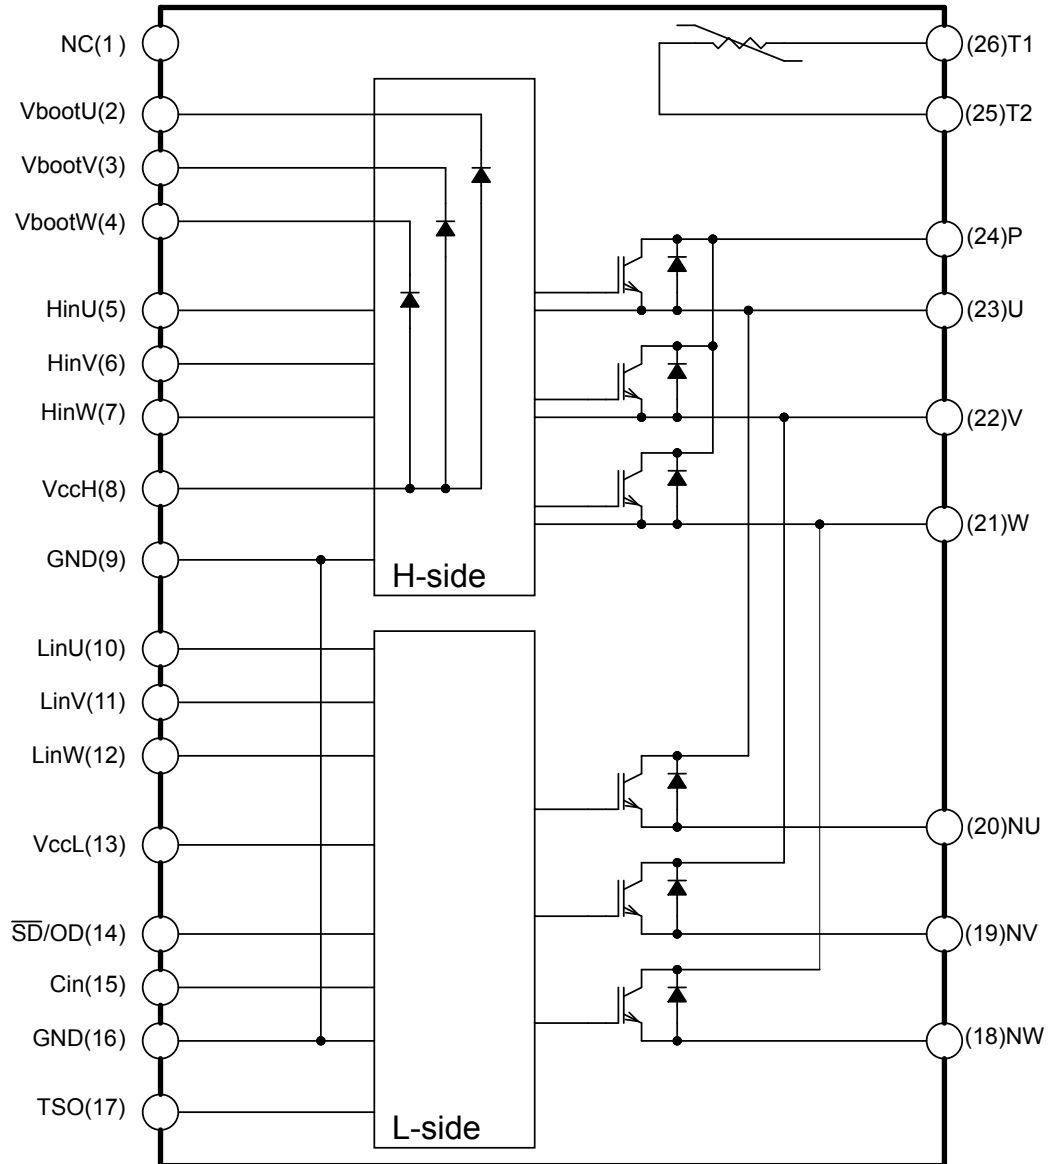 NC(1)
VbootU(2)
VbootV(3)
VbootW(4)
HinU(5)
HinV(6)
HinW(7)
VccH(8)
GND(9)
LinU(10)
LinV(11)
LinW(12)
VccL(13)
S̅D̅/OD(14)
Cin(15)
GND(16)
TSO(17)
H-side
L-side
(26)T1
(25)T2
(24)P
(23)U
(22)V
(21)W
(20)NU
(19)NV
(18)NW